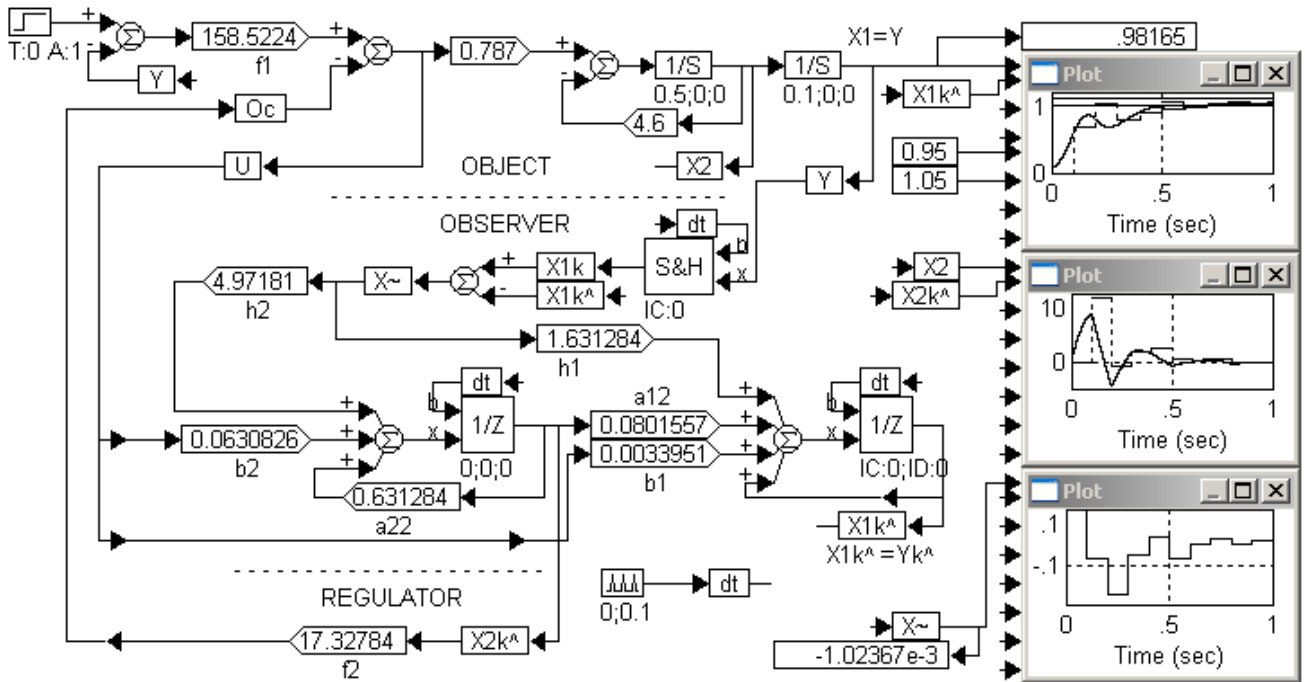 T:0 A:1
+
-
Σ
158.5224
f1
Y
+
-
Σ
0.787
+
-
Σ
1/S
0.5;0;0
1/S
0.1;0;0
X1=Y
.98165
4.6
Oc
U
OBJECT
X2
Y
X1k^
0.95
1.05
Plot
1
0
0
.5
1
Time (sec)
OBSERVER
dt
b
S&H
x
IC:0
X1k
X1k^
+
-
Σ
X~
4.97181
h2
1.631284
h1
X2
X2k^
Plot
10
0
0
.5
1
Time (sec)
0.0630826
b2
+
+
+
Σ
dt
b
x
1/Z
0;0;0
0.631284
a22
a12
0.0801557
0.0033951
b1
+
+
+
+
Σ
dt
b
x
1/Z
IC:0;ID:0
X1k^
X1k^ =Yk^
Plot
.1
-.1
0
.5
1
Time (sec)
REGULATOR
0;0.1
dt
17.32784
f2
X2k^
X~
-1.02367e-3